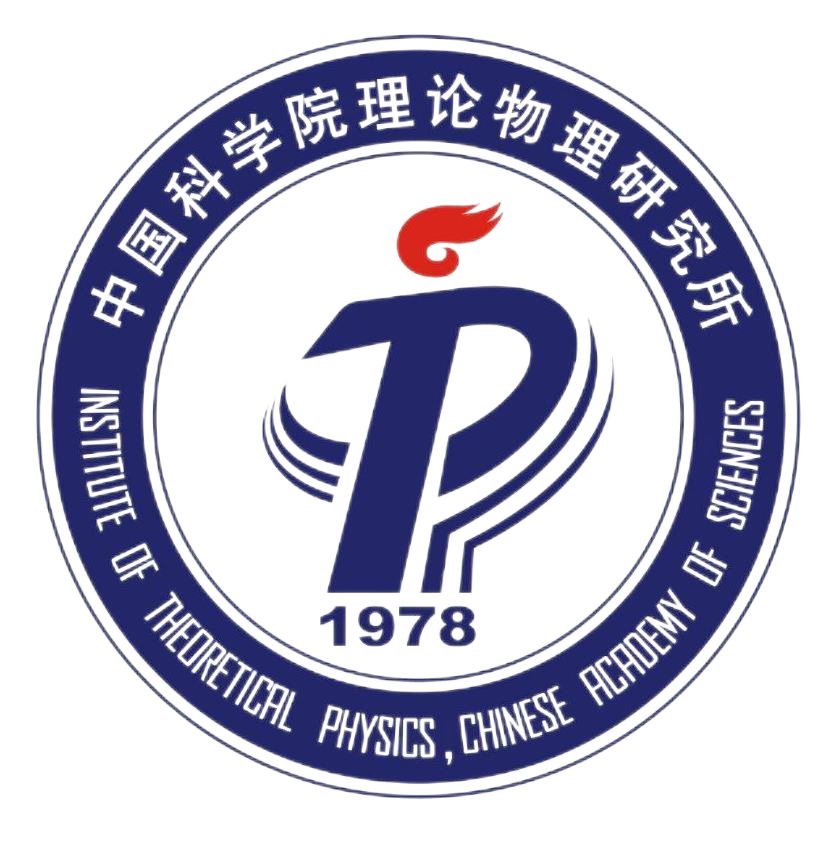 中国科学院理论物理研究所
1978
INSTITUTE OF THEORETICAL PHYSICS, CHINESE ACADEMY OF SCIENCES